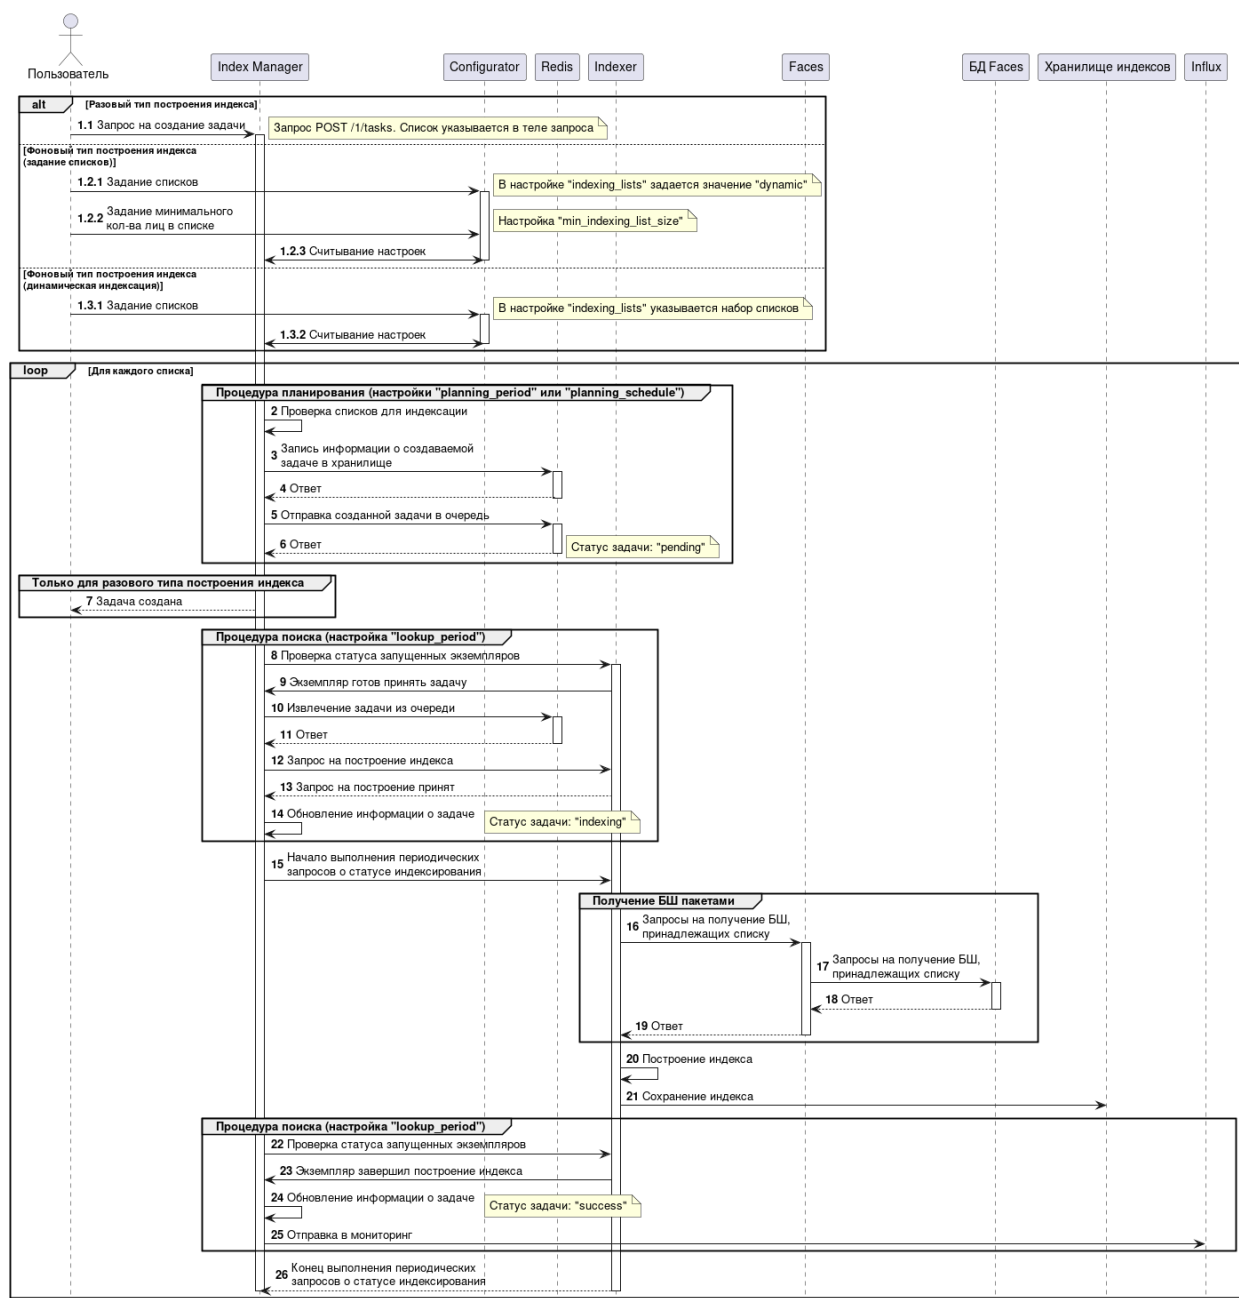 Пользователь
Index Manager
Configurator
Redis
Indexer
Faces
БД Faces
Хранилище индексов
Influx
alt
[Разовый тип построения индекса]
1.1 Запрос на создание задачи
Запрос POST /1/tasks. Список указывается в теле запроса
[Фоновый тип построения индекса
(задание списков)]
1.2.1 Задание списков
В настройке "indexing_lists" задается значение "dynamic"
1.2.2 Задание минимального
кол-ва лиц в списке
Настройка "min_indexing_list_size"
1.2.3 Считывание настроек
[Фоновый тип построения индекса
(динамическая индексация)]
1.3.1 Задание списков
В настройке "indexing_lists" указывается набор списков
1.3.2 Считывание настроек
loop
[Для каждого списка]
Процедура планирования (настройки "planning_period" или "planning_schedule")
2 Проверка списков для индексации
3 Запись информации о создаваемой
задаче в хранилище
4 Ответ
5 Отправка созданной задачи в очередь
6 Ответ
Статус задачи: "pending"
Только для разового типа построения индекса
7 Задача создана
Процедура поиска (настройка "lookup_period")
8 Проверка статуса запущенных экземпляров
9 Экземпляр готов принять задачу
10 Извлечение задачи из очереди
11 Ответ
12 Запрос на построение индекса
13 Запрос на построение принят
14 Обновление информации о задаче
Статус задачи: "indexing"
15 Начало выполнения периодических
запросов о статусе индексирования
Получение БШ пакетами
16 Запросы на получение БШ,
принадлежащих списку
17 Запросы на получение БШ,
принадлежащих списку
18 Ответ
19 Ответ
20 Построение индекса
21 Сохранение индекса
Процедура поиска (настройка "lookup_period")
22 Проверка статуса запущенных экземпляров
23 Экземпляр завершил построение индекса
24 Обновление информации о задаче
Статус задачи: "success"
25 Отправка в мониторинг
26 Конец выполнения периодических
запросов о статусе индексирования